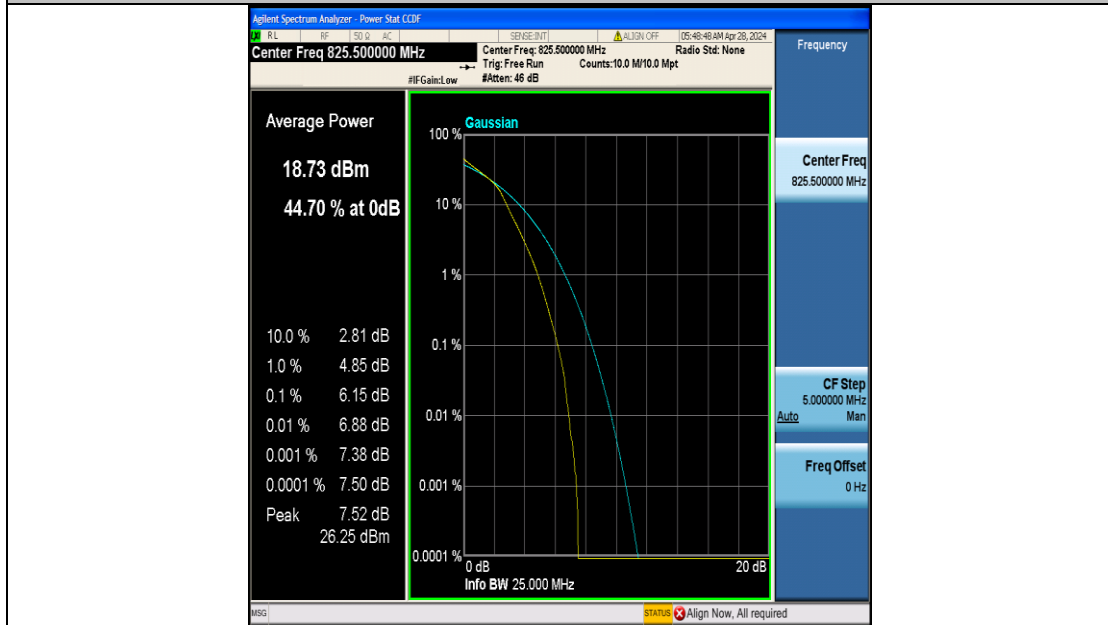 Agilent Spectrum Analyzer - Power Stat CCDF
LXI RL RF 50 Ω AC SENSE:INT ALIGN OFF 05:48:48 AM Apr 28, 2024
Center Freq 825.500000 MHz
Center Freq: 825.500000 MHz Radio Std: None
Trig: Free Run Counts:10.0 M/10.0 Mpt
#IFGain:Low #Atten: 46 dB
Frequency
Average Power
18.73 dBm
44.70 % at 0dB
10.0 % 2.81 dB
1.0 % 4.85 dB
0.1 % 6.15 dB
0.01 % 6.88 dB
0.001 % 7.38 dB
0.0001 % 7.50 dB
Peak 7.52 dB
26.25 dBm
Gaussian
100 %
10 %
1 %
0.1 %
0.01 %
0.001 %
0.0001 %
0 dB 20 dB
Info BW 25.000 MHz
Center Freq
825.500000 MHz
CF Step
5.000000 MHz
Auto Man
Freq Offset
0 Hz
MSG STATUS Align Now, All required